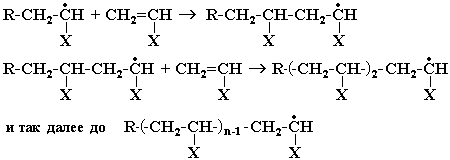 R-CH₂-ĊH + CH₂=CH → R-CH₂-CH-CH₂-ĊH
X X X X
R-CH₂-CH-CH₂-ĊH + CH₂=CH → R-(-CH₂-CH-)₂-CH₂-ĊH
X X X X X
и так далее до R-(-CH₂-CH-)ₙ₋₁-CH₂-ĊH
X X